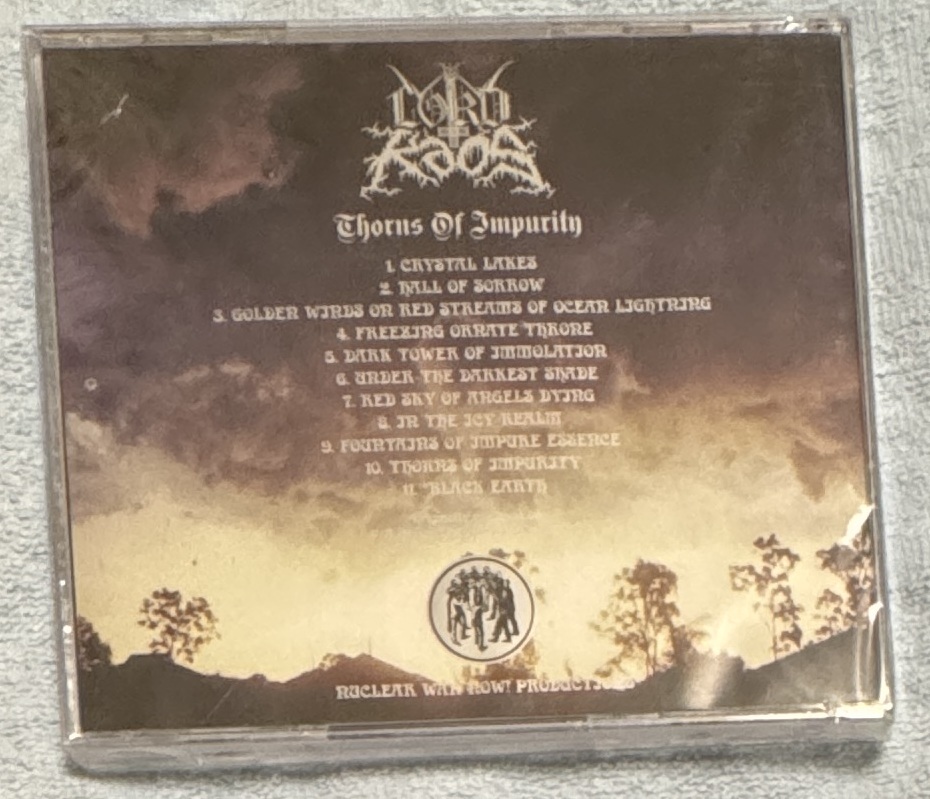 LORD
KAOS
Thorns Of Impurity
1. CRYSTAL LAKES
2. HALL OF SORROW
3. GOLDEN WINDS ON RED STREAMS OF OCEAN LIGHTNING
4. FREEZING ORNATE THRONE
5. DARK TOWER OF IMMOLATION
6. UNDER THE DARKEST SHADE
7. RED SKY OF ANGELS DYING
8. IN THE ICY REALM
9. FOUNTAINS OF IMPURE ESSENCE
10. THORNS OF IMPURITY
11. BLACK EARTH
NUCLEAR WAR NOW! PRODUCTIONS